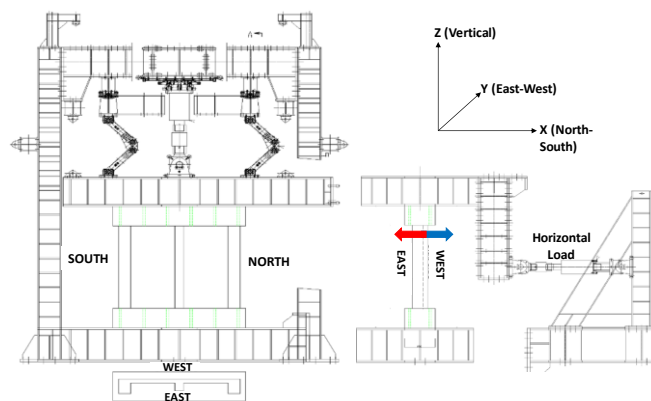 Z (Vertical)
Y (East-West)
X (North-
South)
SOUTH
NORTH
EAST
WEST
Horizontal
Load
WEST
EAST